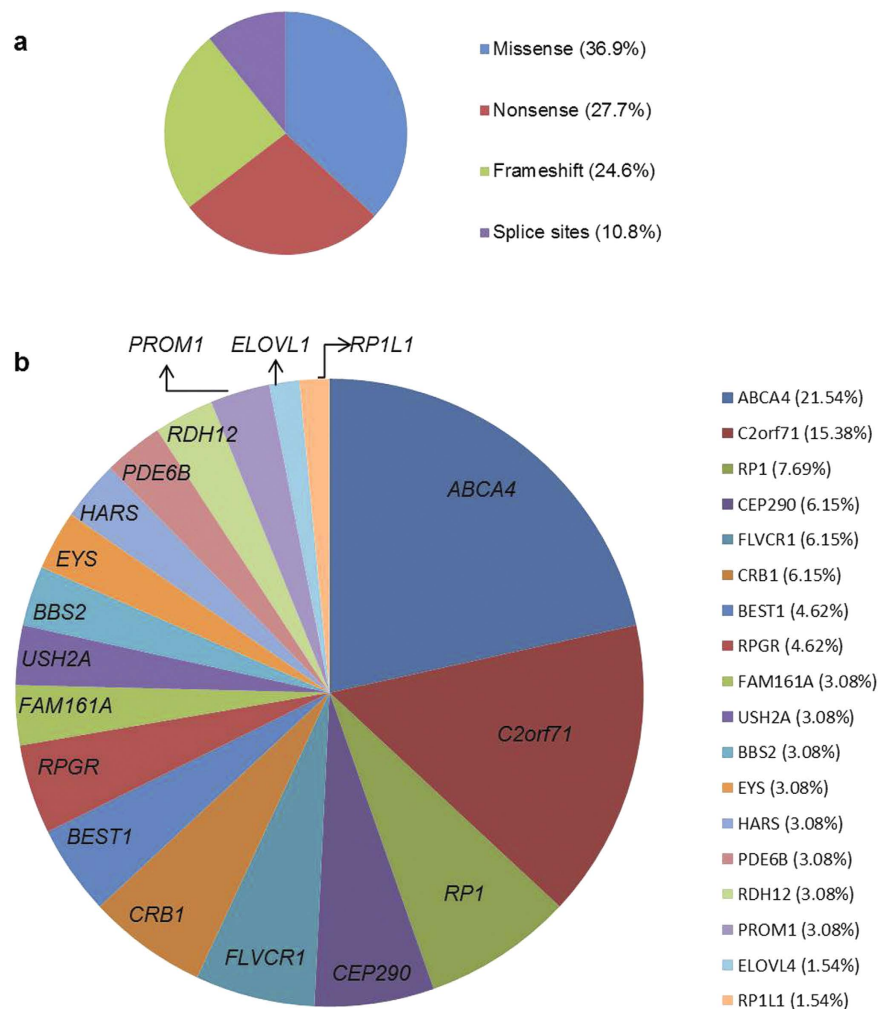 a
Missense (36.9%)
Nonsense (27.7%)
Frameshift (24.6%)
Splice sites (10.8%)
b
PROM1
ELOVL1
RP1L1
RDH12
PDE6B
HARS
EYS
BBS2
USH2A
FAM161A
RPGR
BEST1
CRB1
FLVCR1
CEP290
RP1
C2orf71
ABCA4
ABCA4 (21.54%)
C2orf71 (15.38%)
RP1 (7.69%)
CEP290 (6.15%)
FLVCR1 (6.15%)
CRB1 (6.15%)
BEST1 (4.62%)
RPGR (4.62%)
FAM161A (3.08%)
USH2A (3.08%)
BBS2 (3.08%)
EYS (3.08%)
HARS (3.08%)
PDE6B (3.08%)
RDH12 (3.08%)
PROM1 (3.08%)
ELOVL4 (1.54%)
RP1L1 (1.54%)